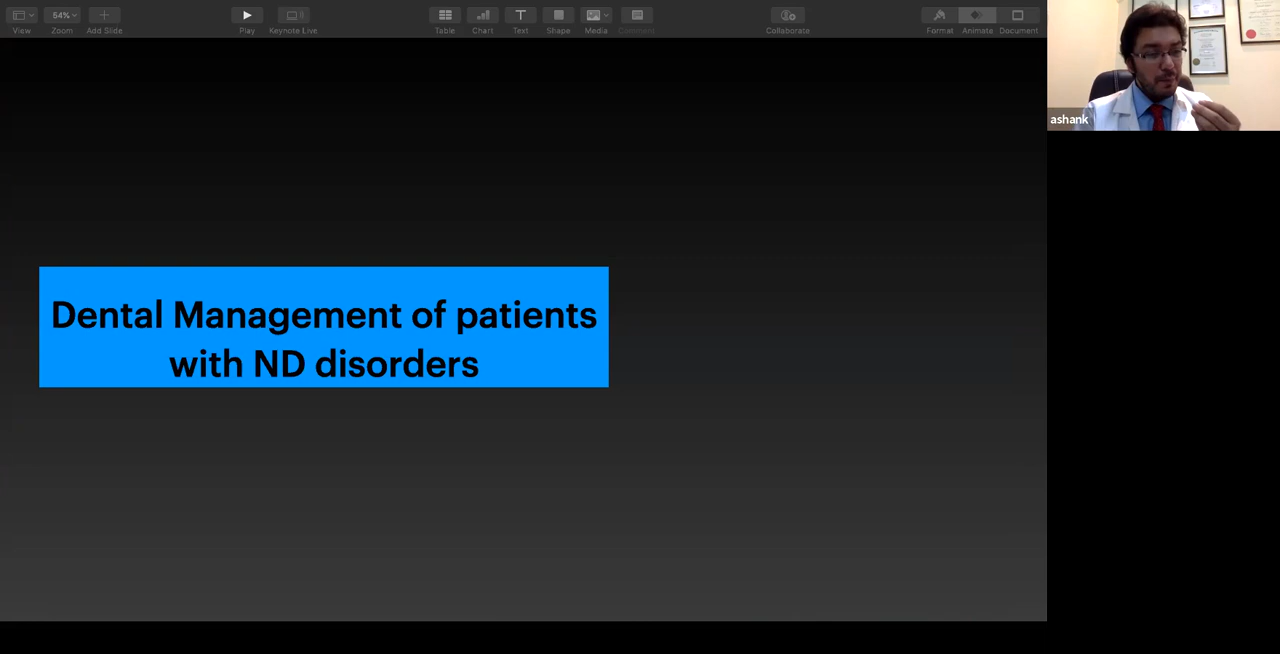 View
54%
Zoom
Add Slide
Play
Keynote Live
Table
Chart
Text
Shape
Media
Comment
Collaborate
Format
Animate
Document
ashank
Dental Management of patients
with ND disorders